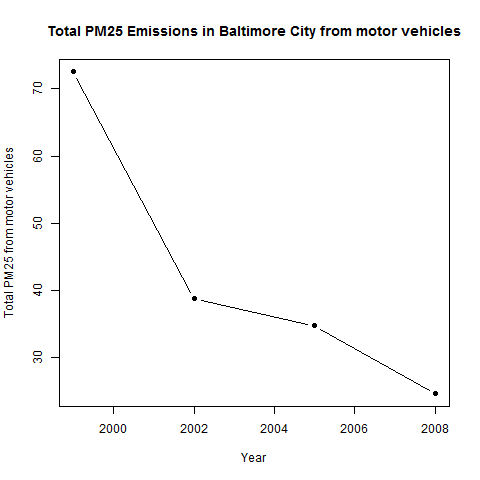 Total PM25 Emissions in Baltimore City from motor vehicles
Total PM25 from motor vehicles
70
60
50
40
30
2000 2002 2004 2006 2008
Year